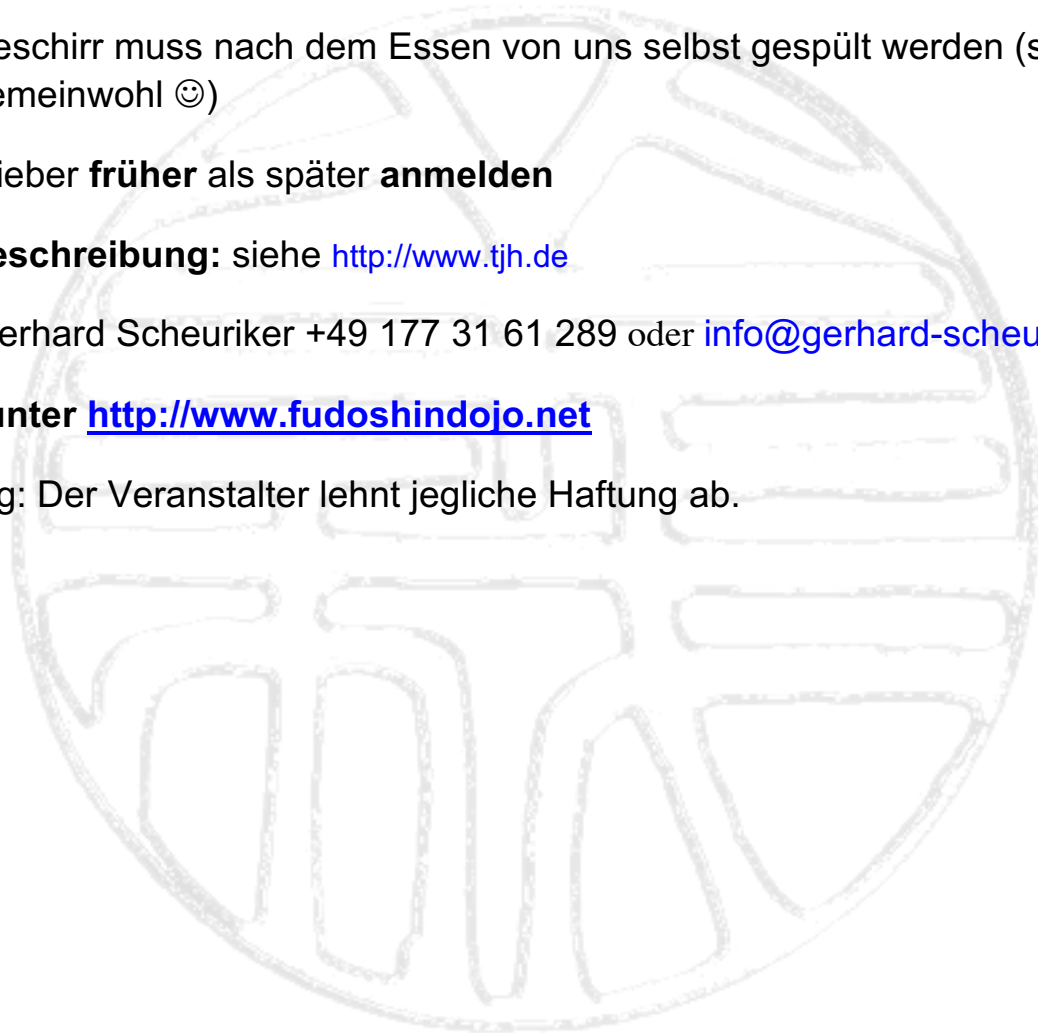 eschirr muss nach dem Essen von uns selbst gespült werden (s
emeinwohl ☺)
ieber früher als später anmelden
eschreibung: siehe http://www.tjh.de
erhard Scheuriker +49 177 31 61 289 oder info@gerhard-scheu
unter http://www.fudoshindojo.net
g: Der Veranstalter lehnt jegliche Haftung ab.